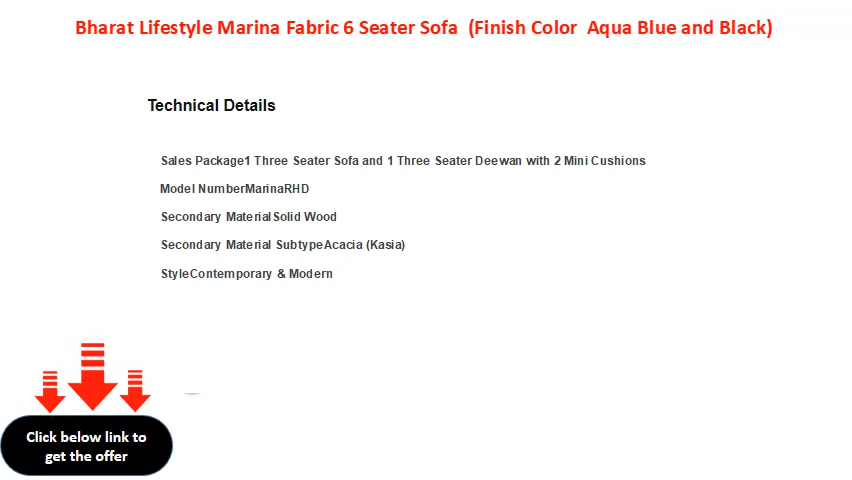 Bharat Lifestyle Marina Fabric 6 Seater Sofa (Finish Color Aqua Blue and Black)
Technical Details
Sales Package1 Three Seater Sofa and 1 Three Seater Deewan with 2 Mini Cushions
Model NumberMarinaRHD
Secondary MaterialSolid Wood
Secondary Material SubtypeAcacia (Kasia)
StyleContemporary & Modern
Click below link to
get the offer